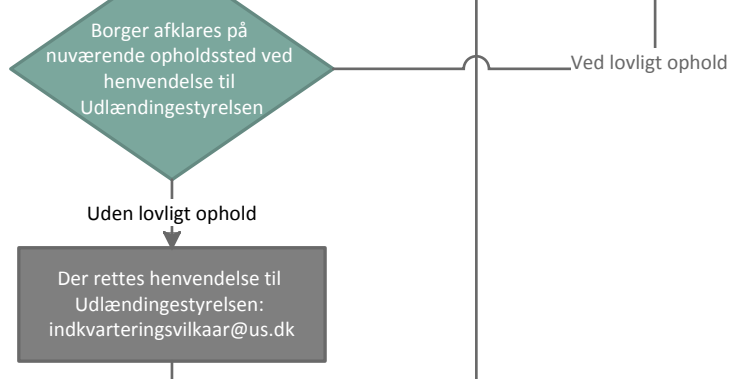 Borger afklares på
nuværende opholdssted ved
henvendelse til
Udlændingestyrelsen
Ved lovligt ophold
Uden lovligt ophold
Der rettes henvendelse til
Udlændingestyrelsen:
indkvarteringsvilkaar@us.dk